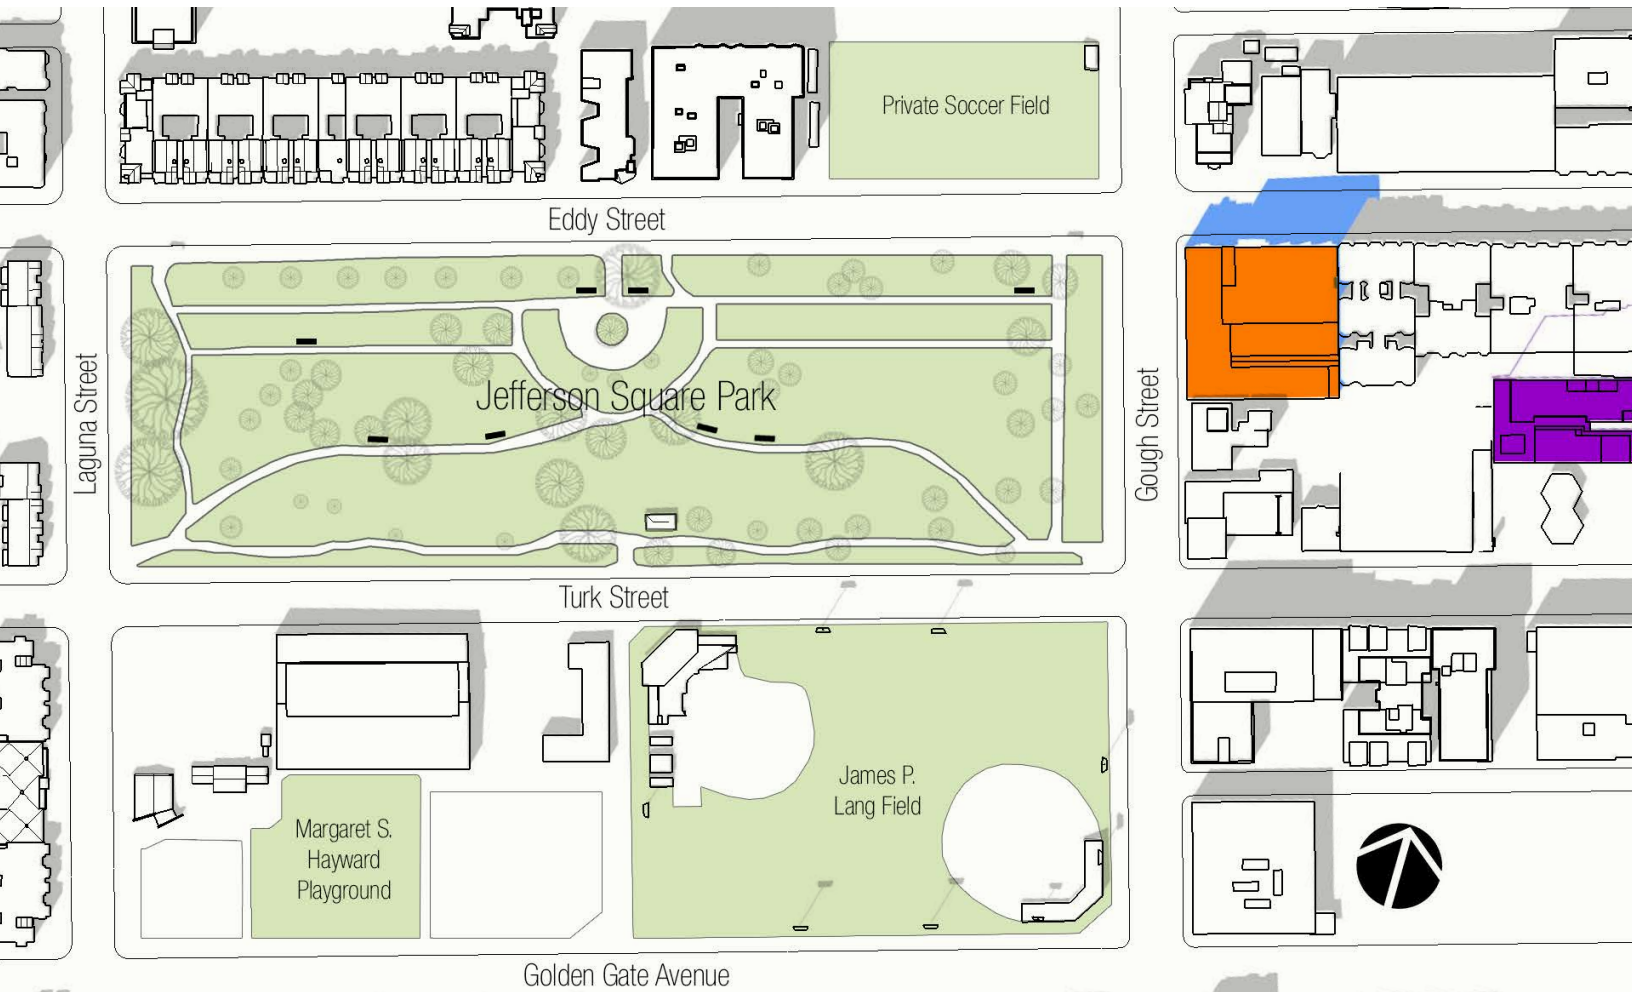 Private Soccer Field
Eddy Street
Jefferson Square Park
Laguna Street
Gough Street
Turk Street
James P.
Lang Field
Margaret S.
Hayward
Playground
Golden Gate Avenue